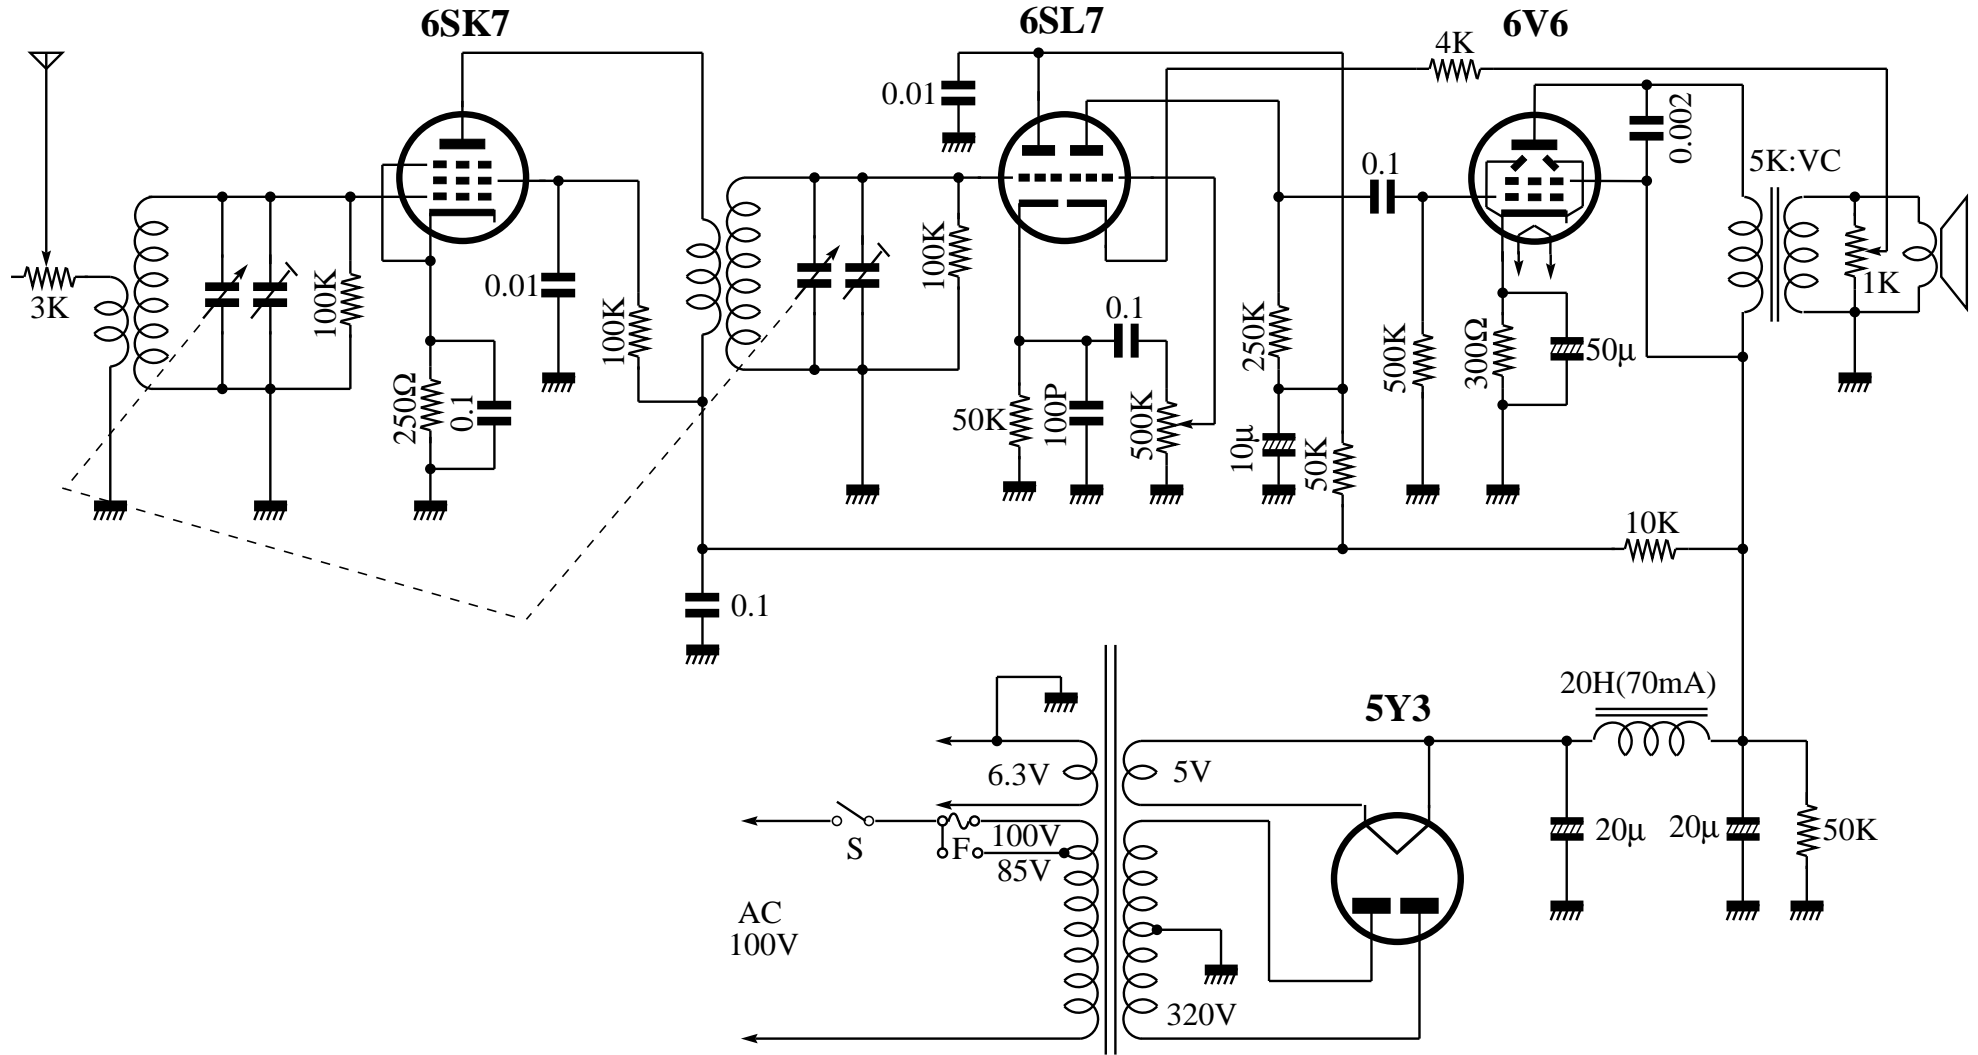 6SK7
6SL7
6V6
4K
0.01
0.002
0.1
5K:VC
3K
100K
0.01
100K
100K
0.1
250K
500K
300Ω
50μ
1K
250Ω
0.1
50K
100P
500K
10μ
50K
10K
0.1
20H(70mA)
5Y3
6.3V
5V
S
F
100V
85V
20μ
20μ
50K
AC
100V
320V